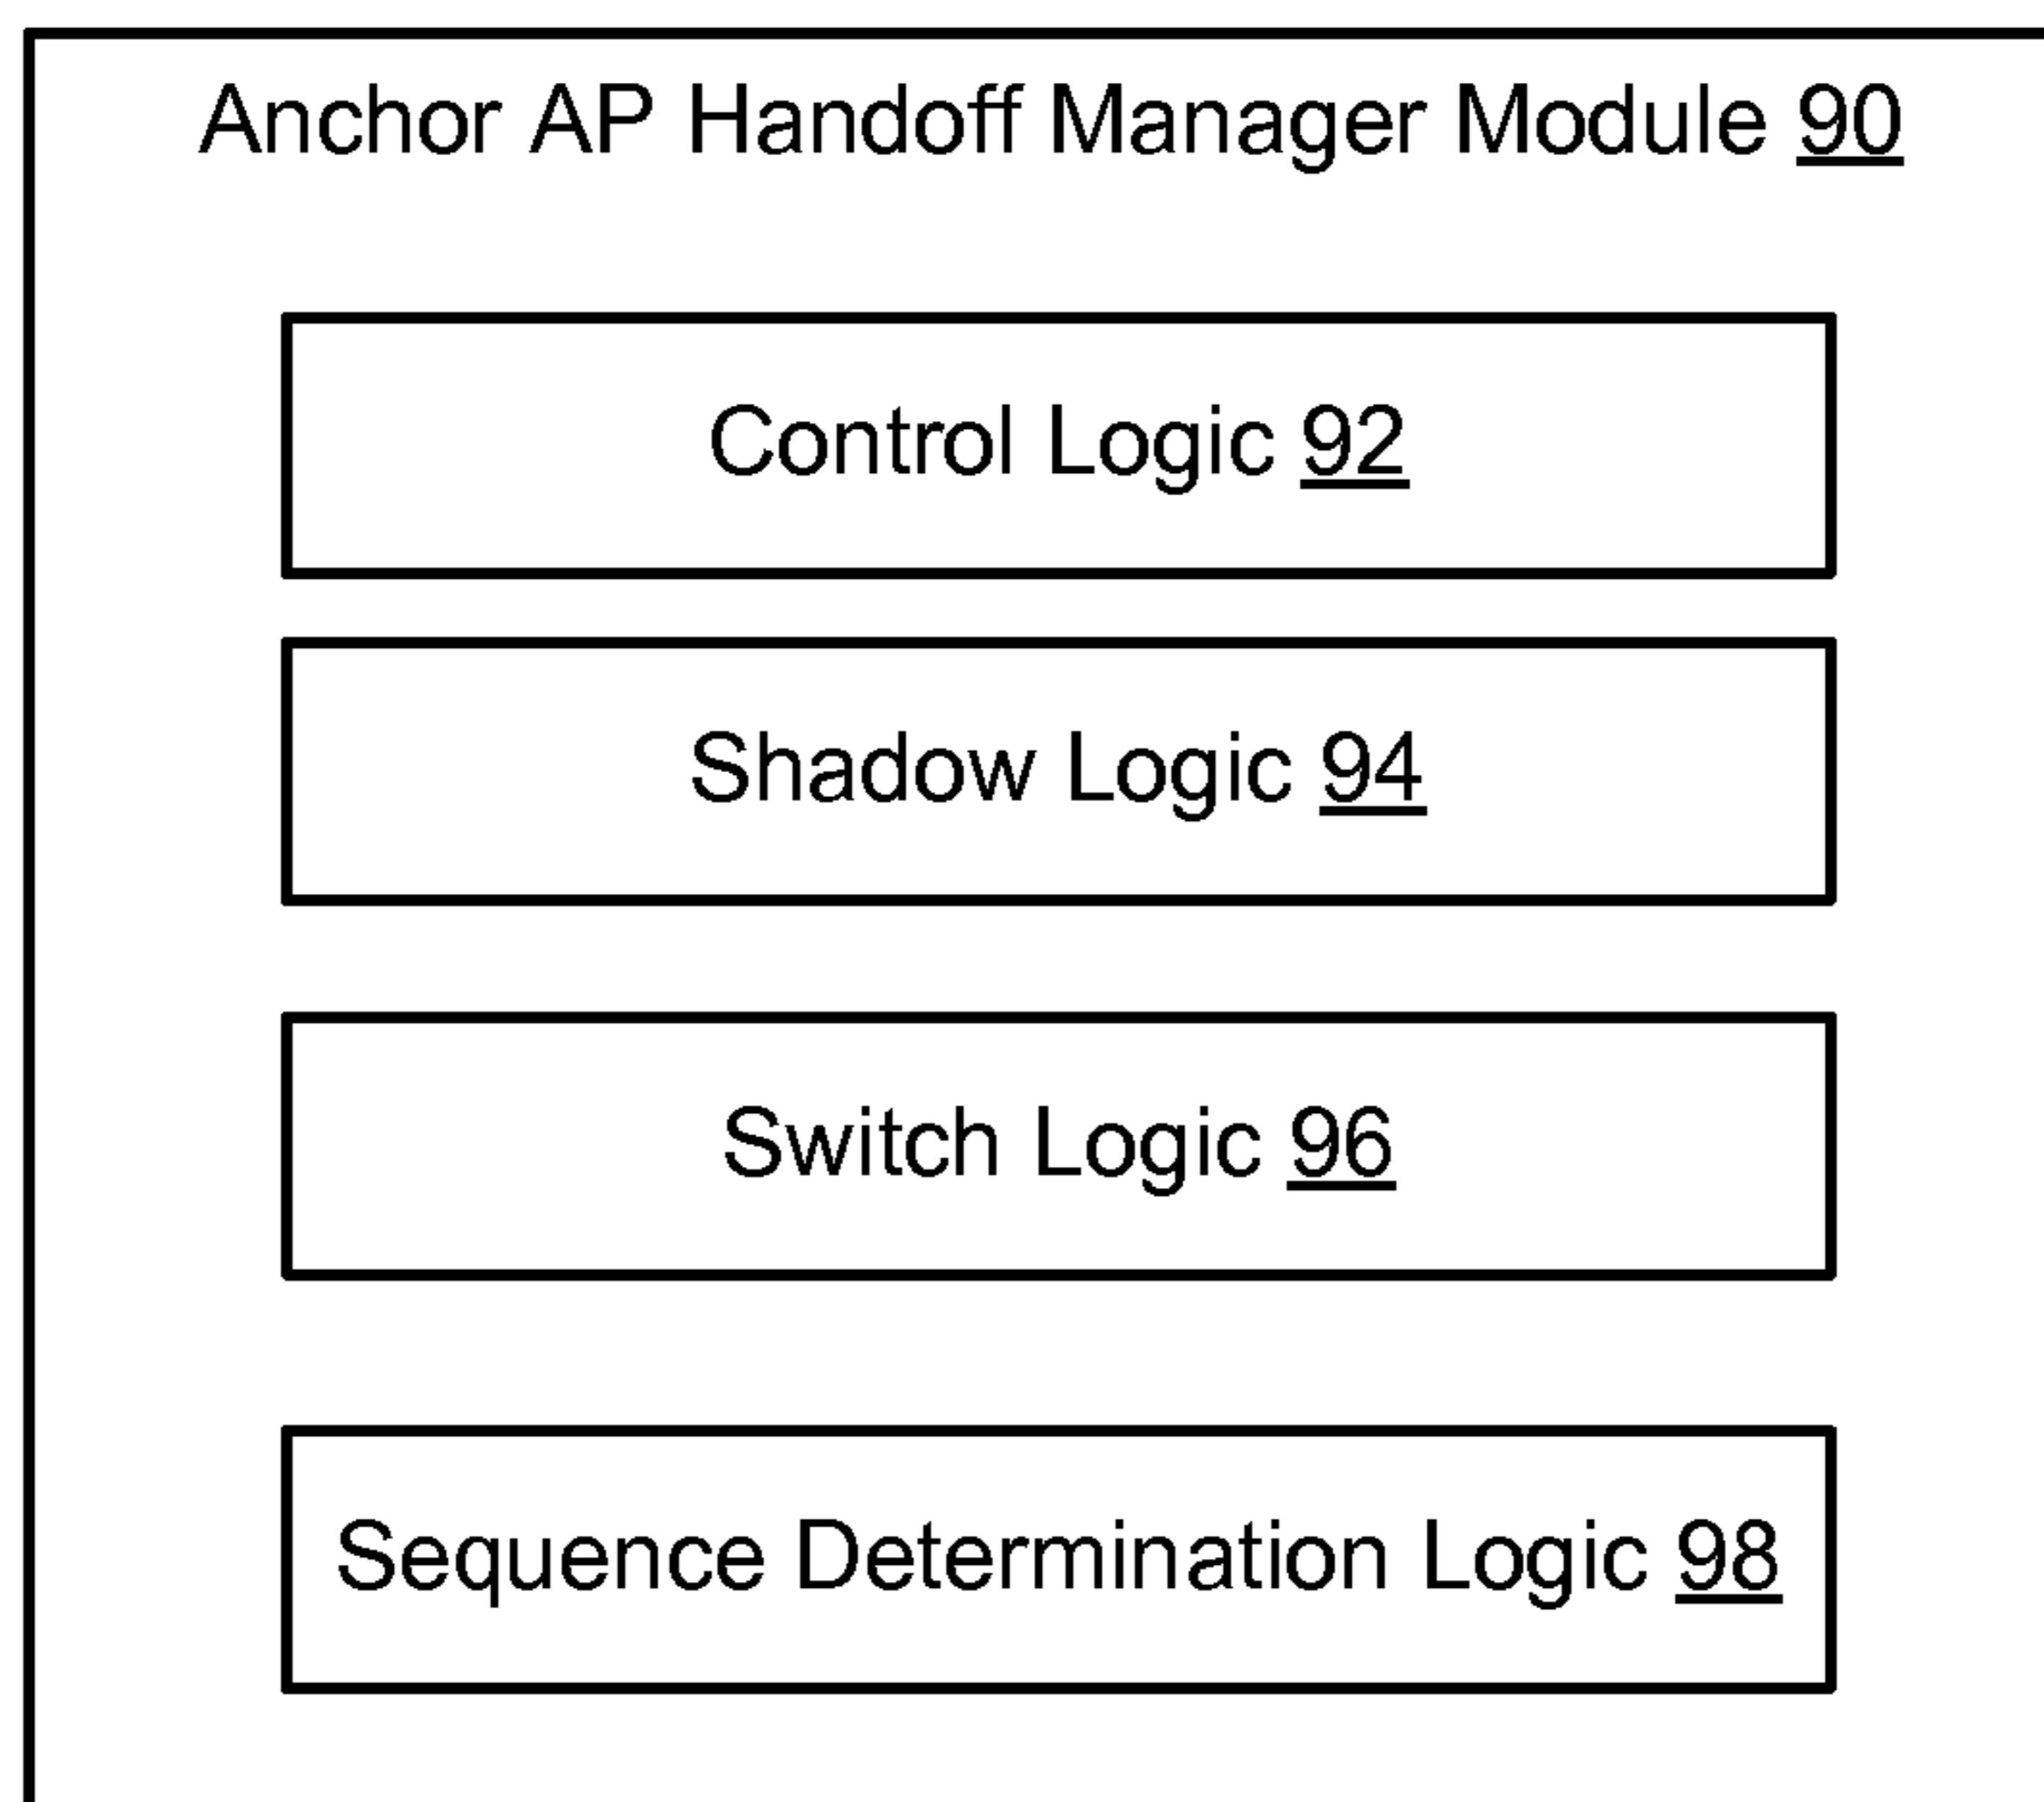 Anchor AP Handoff Manager Module 90
Control Logic 92
Shadow Logic 94
Switch Logic 96
Sequence Determination Logic 98